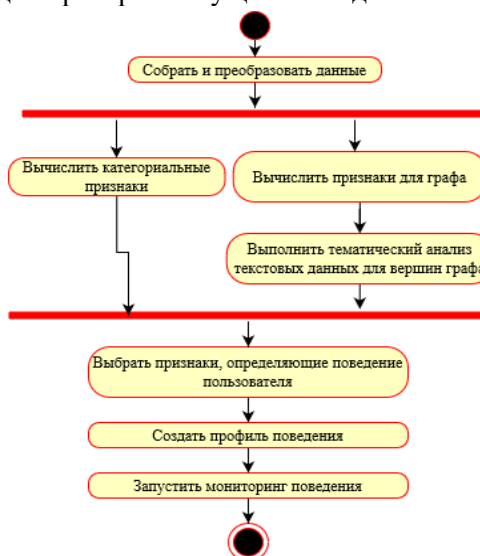 Собрать и преобразовать данные
Вычислить категориальные
признаки
Вычислить признаки для графа
Выполнить тематический анализ
текстовых данных для вершин графа
Выбрать признаки, определяющие поведение
пользователя
Создать профиль поведения
Запустить мониторинг поведения